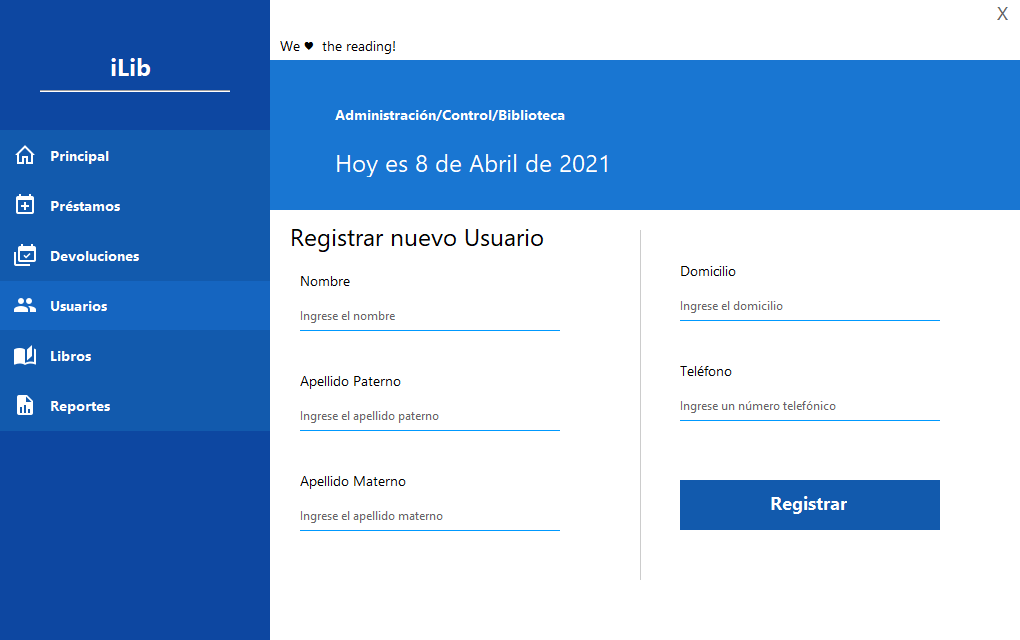 X
We ♥ the reading!
iLib
Administración/Control/Biblioteca
Hoy es 8 de Abril de 2021
Principal
Préstamos
Devoluciones
Usuarios
Libros
Reportes
Registrar nuevo Usuario
Nombre
Ingrese el nombre
Apellido Paterno
Ingrese el apellido paterno
Apellido Materno
Ingrese el apellido materno
Domicilio
Ingrese el domicilio
Teléfono
Ingrese un número telefónico
Registrar